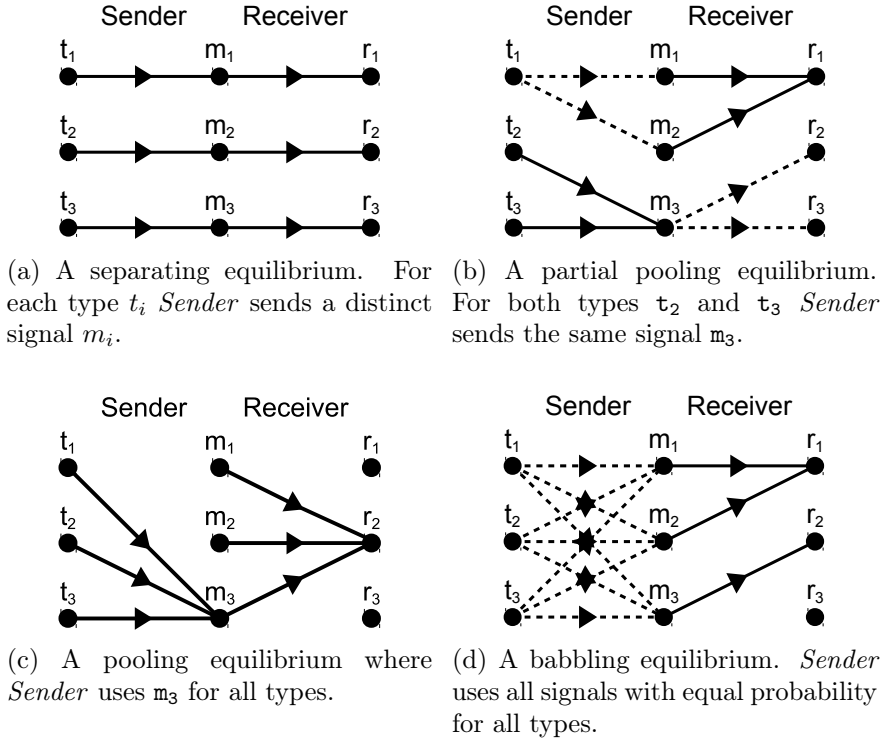 Sender Receiver
t1 m1 r1
t2 m2 r2
t3 m3 r3
(a) A separating equilibrium. For
each type ti Sender sends a distinct
signal mi.
Sender Receiver
t1 m1 r1
t2 m2 r2
t3 m3 r3
(b) A partial pooling equilibrium.
For both types t2 and t3 Sender
sends the same signal m3.
Sender Receiver
t1 m1 r1
t2 m2 r2
t3 m3 r3
(c) A pooling equilibrium where
Sender uses m3 for all types.
Sender Receiver
t1 m1 r1
t2 m2 r2
t3 m3 r3
(d) A babbling equilibrium. Sender
uses all signals with equal probability
for all types.